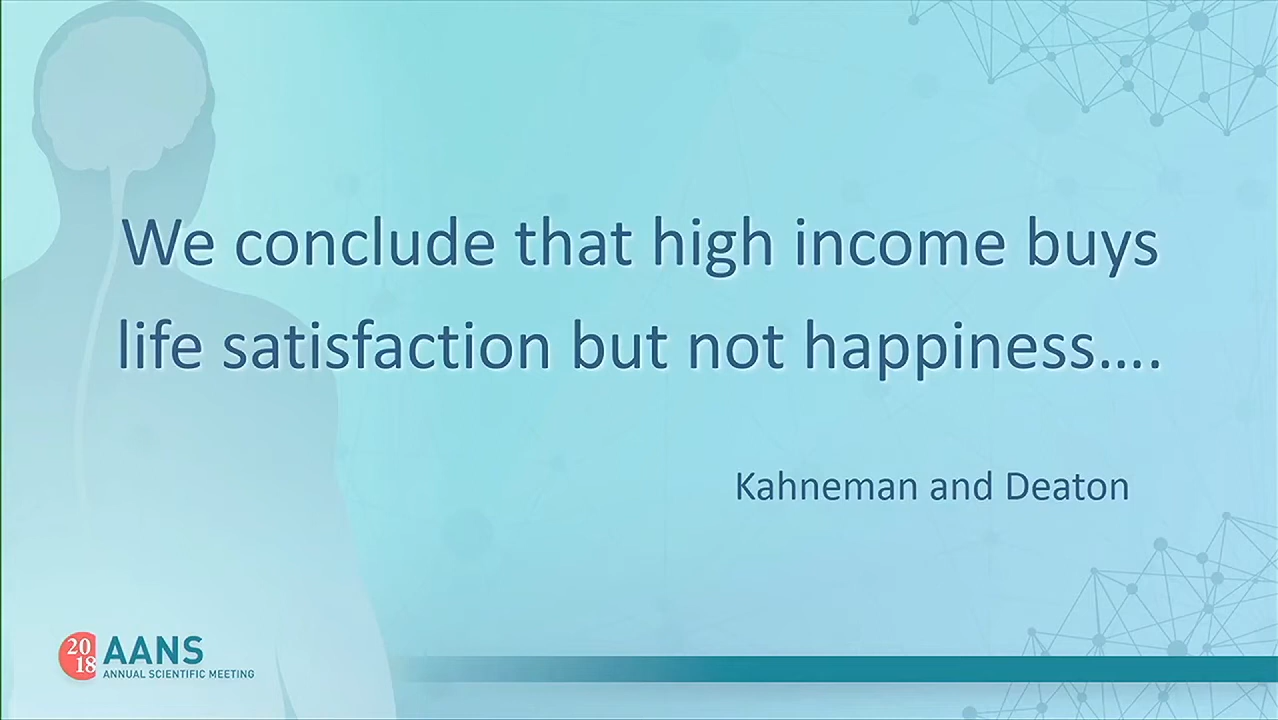 We conclude that high income buys
life satisfaction but not happiness….
Kahneman and Deaton
20
18
AANS
ANNUAL SCIENTIFIC MEETING